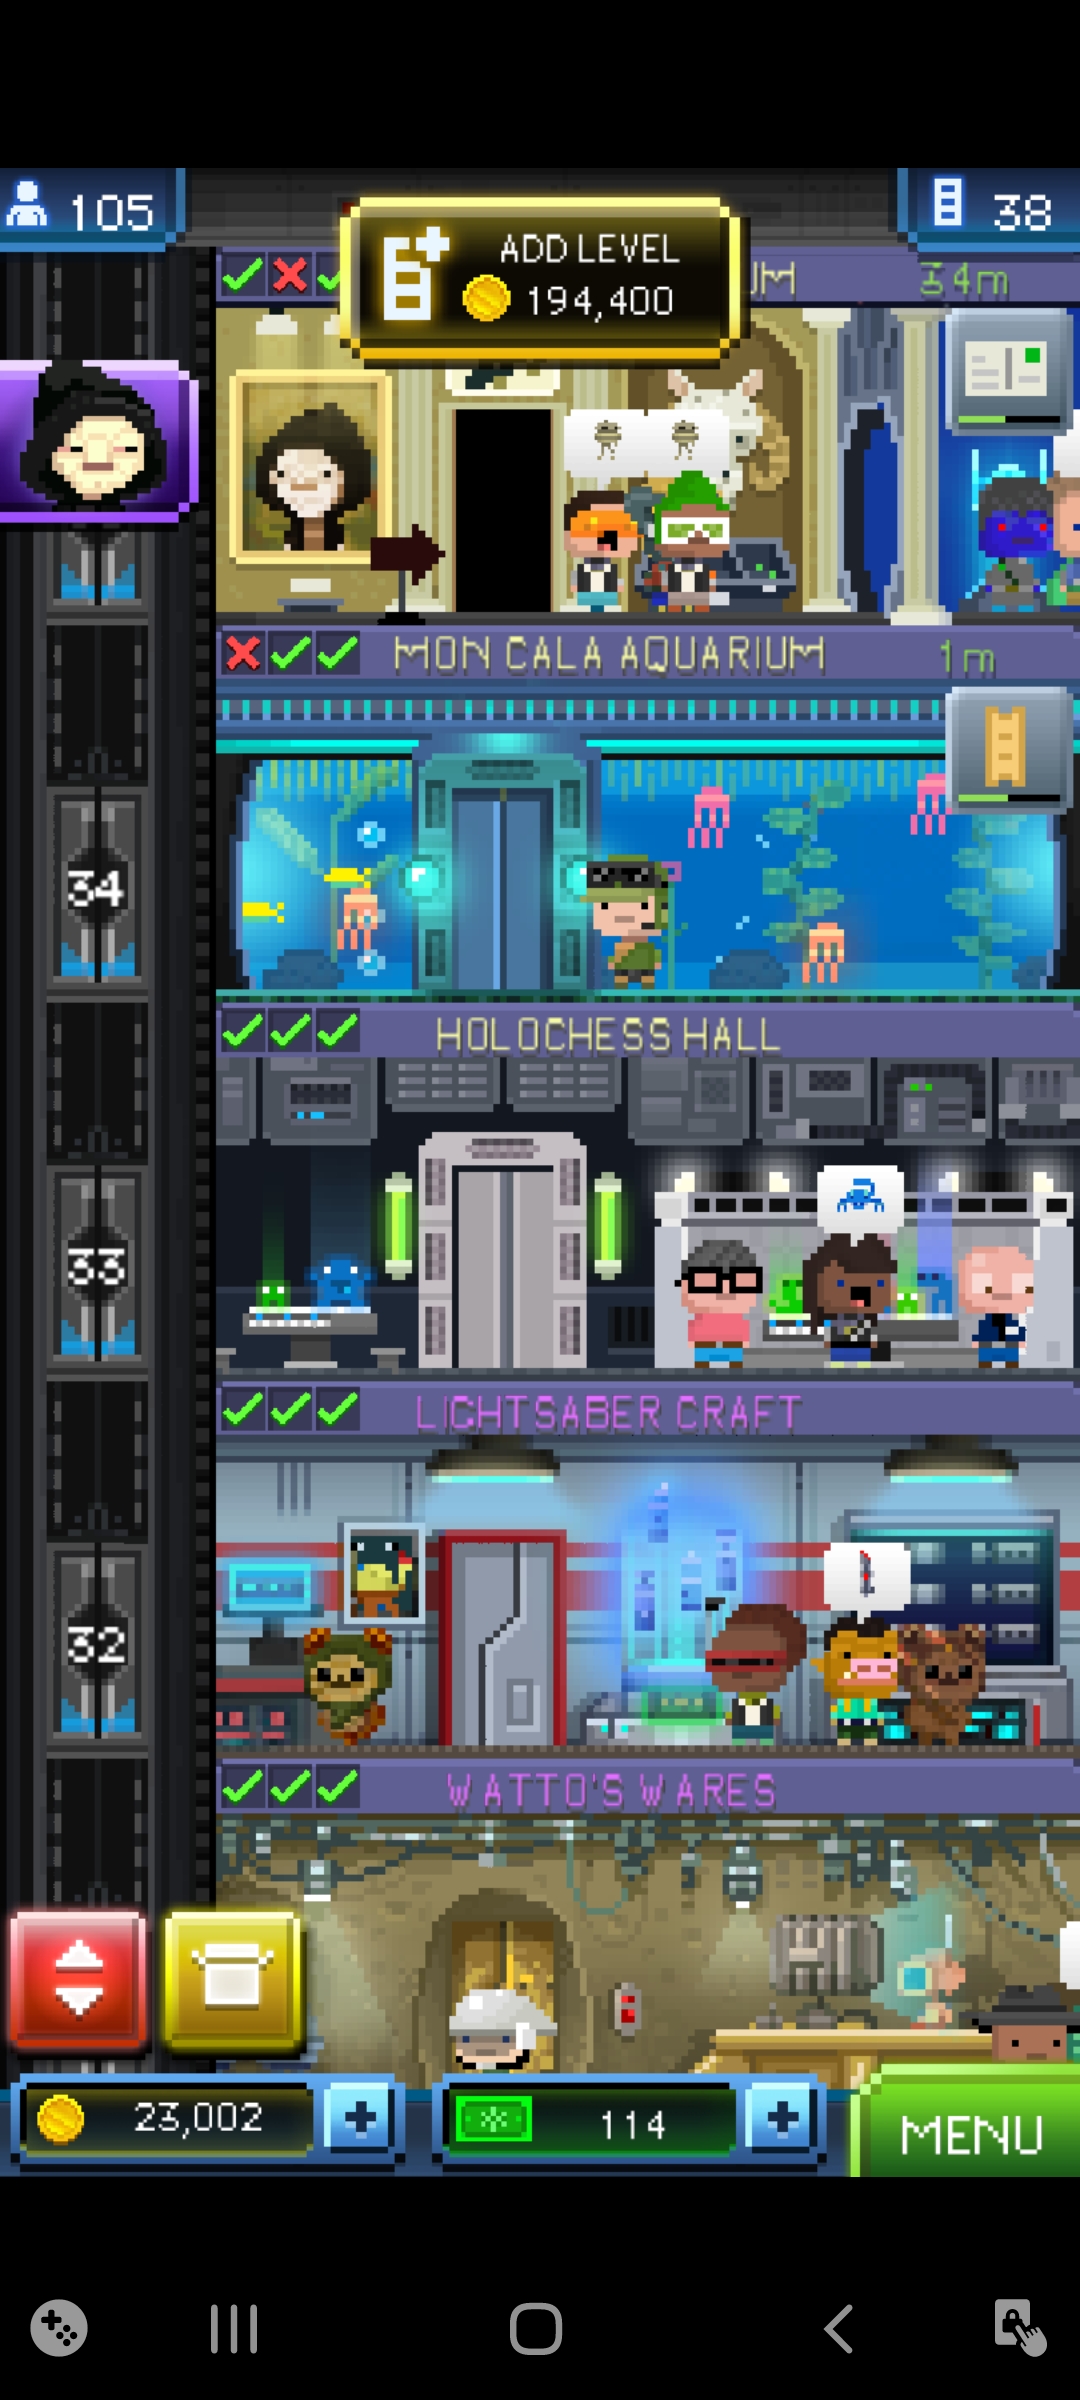 105
38
ADD LEVEL
194,400
UM
34m
MON CALA AQUARIUM
1m
34
HOLOCHESS HALL
33
LIGHTSABER CRAFT
32
WATTO'S WARES
23,002
114
MENU